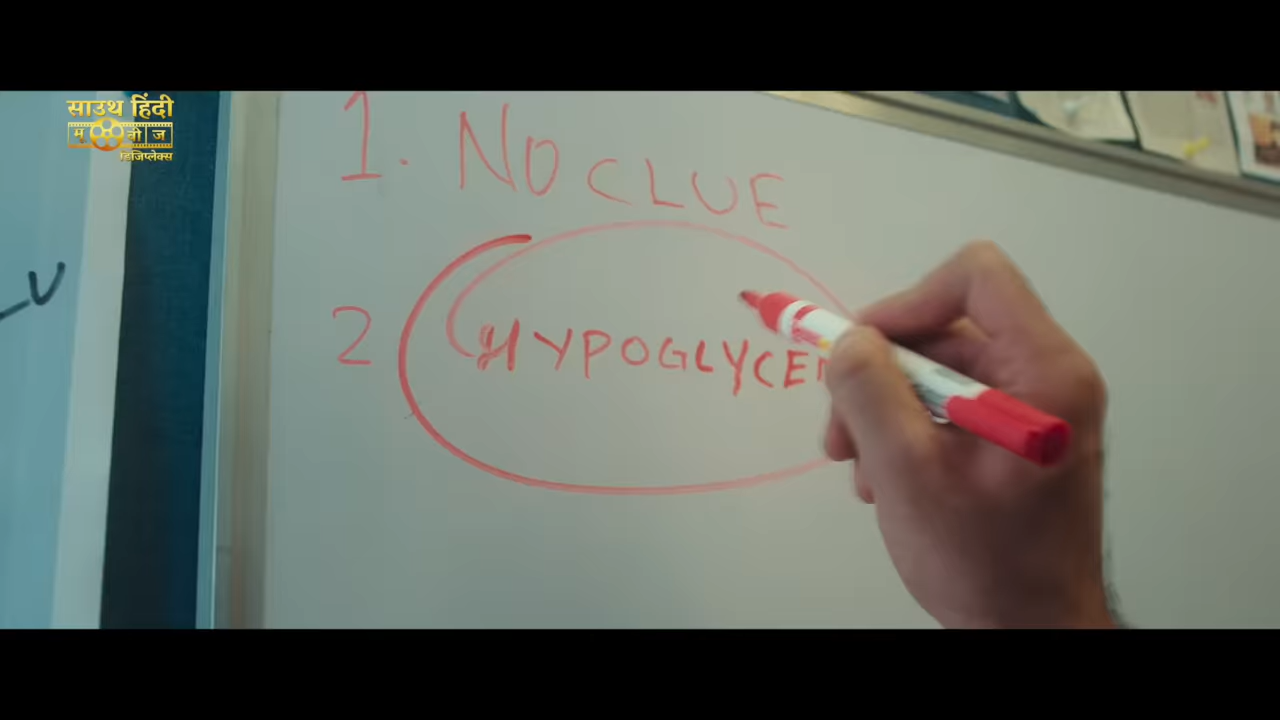 साउथ हिंदी
मूवीज
डिजिप्लेक्स
1. NO CLUE
2 HYPOGLYCE
V